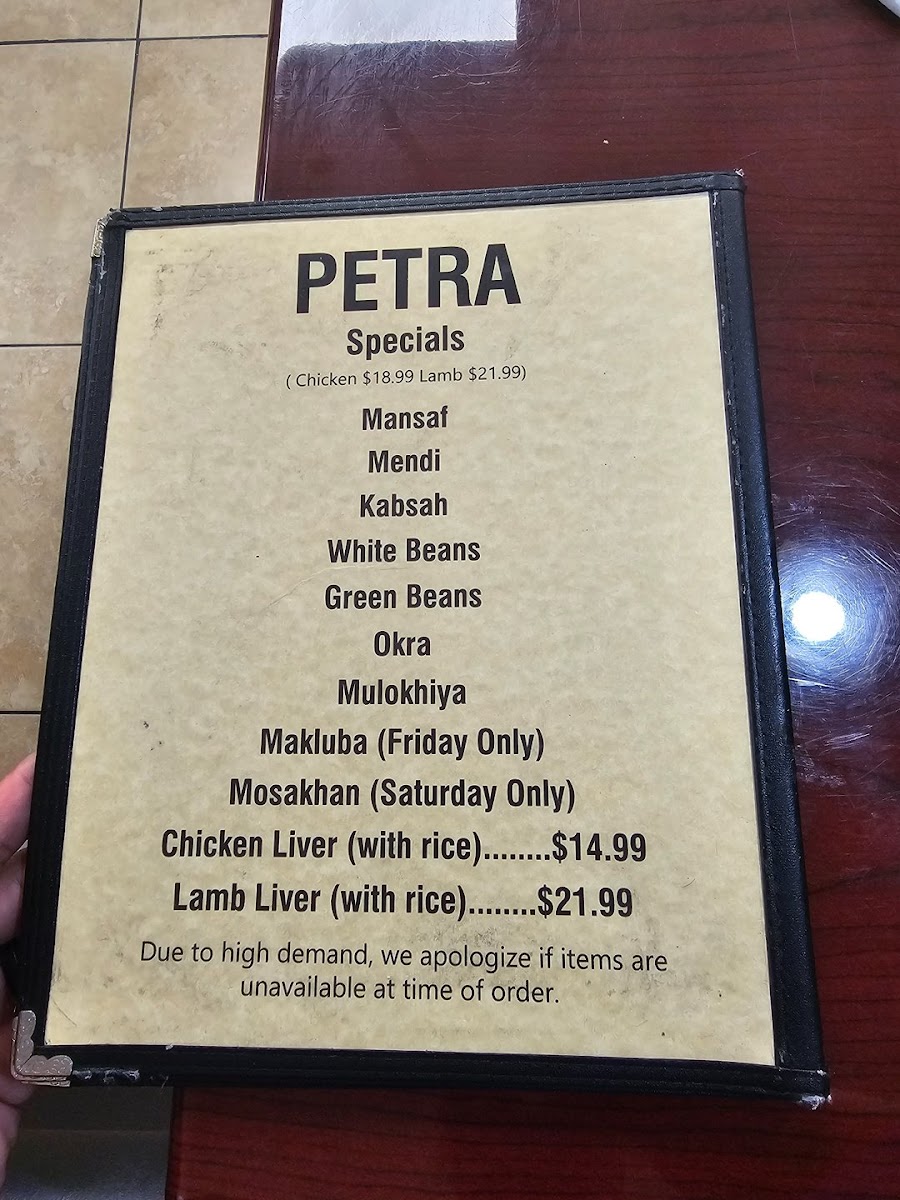 PETRA
Specials
( Chicken $18.99 Lamb $21.99)
Mansaf
Mendi
Kabsah
White Beans
Green Beans
Okra
Mulokhiya
Makluba (Friday Only)
Mosakhan (Saturday Only)
Chicken Liver (with rice)........$14.99
Lamb Liver (with rice)........$21.99
Due to high demand, we apologize if items are
unavailable at time of order.